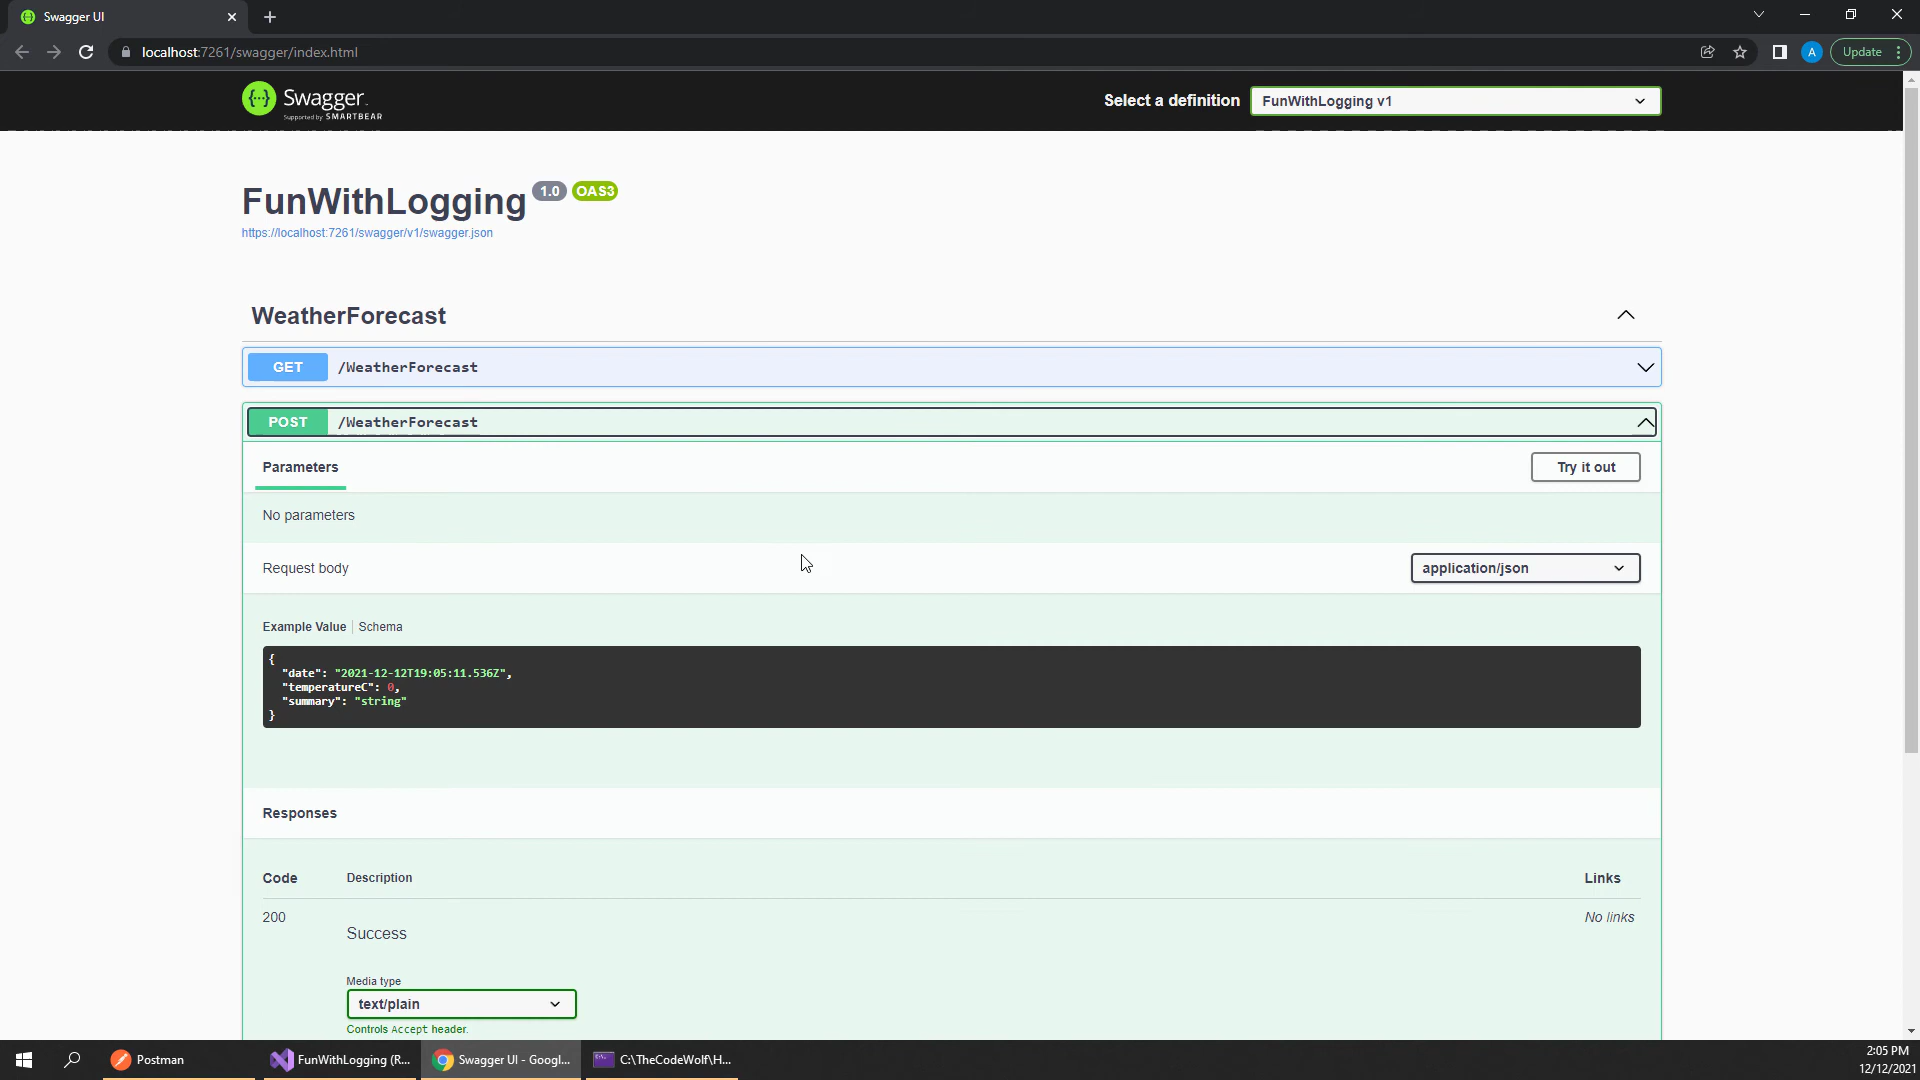 Swagger UI
localhost:7261/swagger/index.html
A
Update
Swagger.
Supported by SMARTBEAR
Select a definition
FunWithLogging v1
FunWithLogging 1.0 OAS3
https://localhost:7261/swagger/v1/swagger.json
WeatherForecast
GET /WeatherForecast
POST /WeatherForecast
Parameters
Try it out
No parameters
Request body
application/json
Example Value
Schema
{
"date": "2021-12-12T19:05:11.536Z",
"temperatureC": 0,
"summary": "string"
}
Responses
Code
Description
Links
200
Success
No links
Media type
text/plain
Controls Accept header.
Postman
FunWithLogging (R...
Swagger UI - Googl...
C:\TheCodeWolf\H...
2:05 PM
12/12/2021